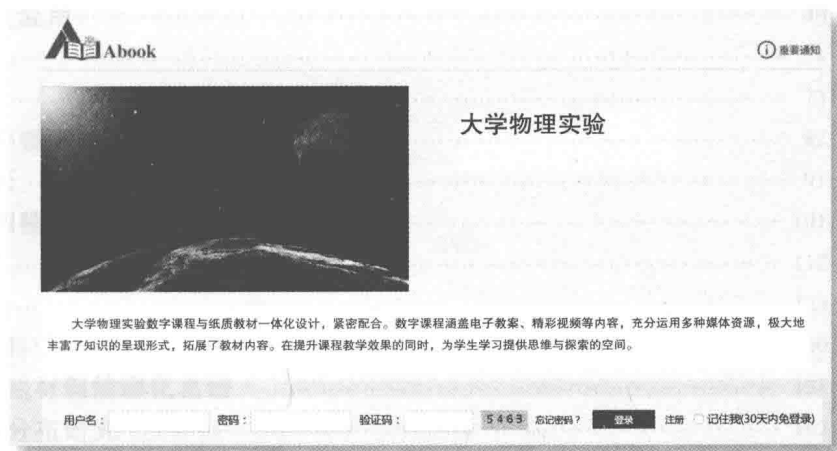 Abook
重要通知
大学物理实验
大学物理实验数字课程与纸质教材一体化设计，紧密配合。数字课程涵盖电子教案、精彩视频等内容，充分运用多种媒体资源，极大地
丰富了知识的呈现形式，拓展了教材内容。在提升课程教学效果的同时，为学生学习提供思维与探索的空间。
用户名： 密码： 验证码： 5463 忘记密码？ 登录 注册 记住我(30天内免登录)